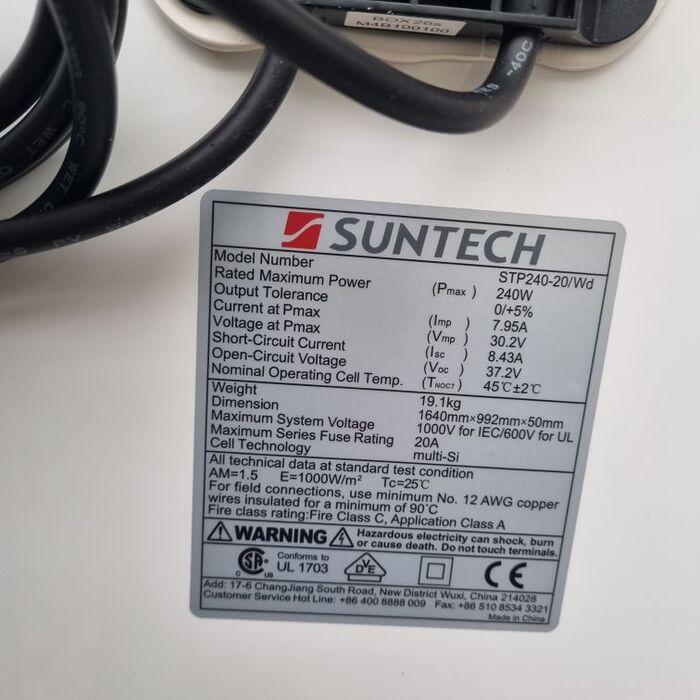 BOX26s
M4B100100
-40C
90°C WET
SUNTECH
Model Number STP240-20/Wd
Rated Maximum Power (Pmax) 240W
Output Tolerance 0/+5%
Current at Pmax (Imp) 7.95A
Voltage at Pmax (Vmp) 30.2V
Short-Circuit Current (Isc) 8.43A
Open-Circuit Voltage (Voc) 37.2V
Nominal Operating Cell Temp. (TNOCT) 45℃±2℃
Weight 19.1kg
Dimension 1640mm×992mm×50mm
Maximum System Voltage 1000V for IEC/600V for UL
Maximum Series Fuse Rating 20A
Cell Technology multi-Si
All technical data at standard test condition
AM=1.5 E=1000W/m² Tc=25℃
For field connections, use minimum No. 12 AWG copper
wires insulated for a minimum of 90℃
Fire class rating:Fire Class C, Application Class A
WARNING Hazardous electricity can shock, burn
or cause death. Do not touch terminals.
SA C US Conforms to
UL 1703 DVE CE
Add: 17-6 ChangJiang South Road, New District Wuxi, China 214028
Customer Service Hot Line: +86 400 8888 009 Fax: +86 510 8534 3321
Made in China